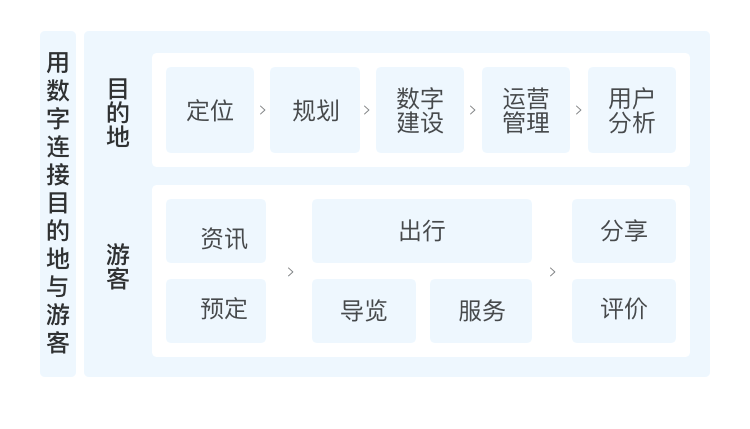 用数字连接目的地与游客
目的地
定位
规划
数字
建设
运营
管理
用户
分析
游客
资讯
预定
出行
导览
服务
分享
评价